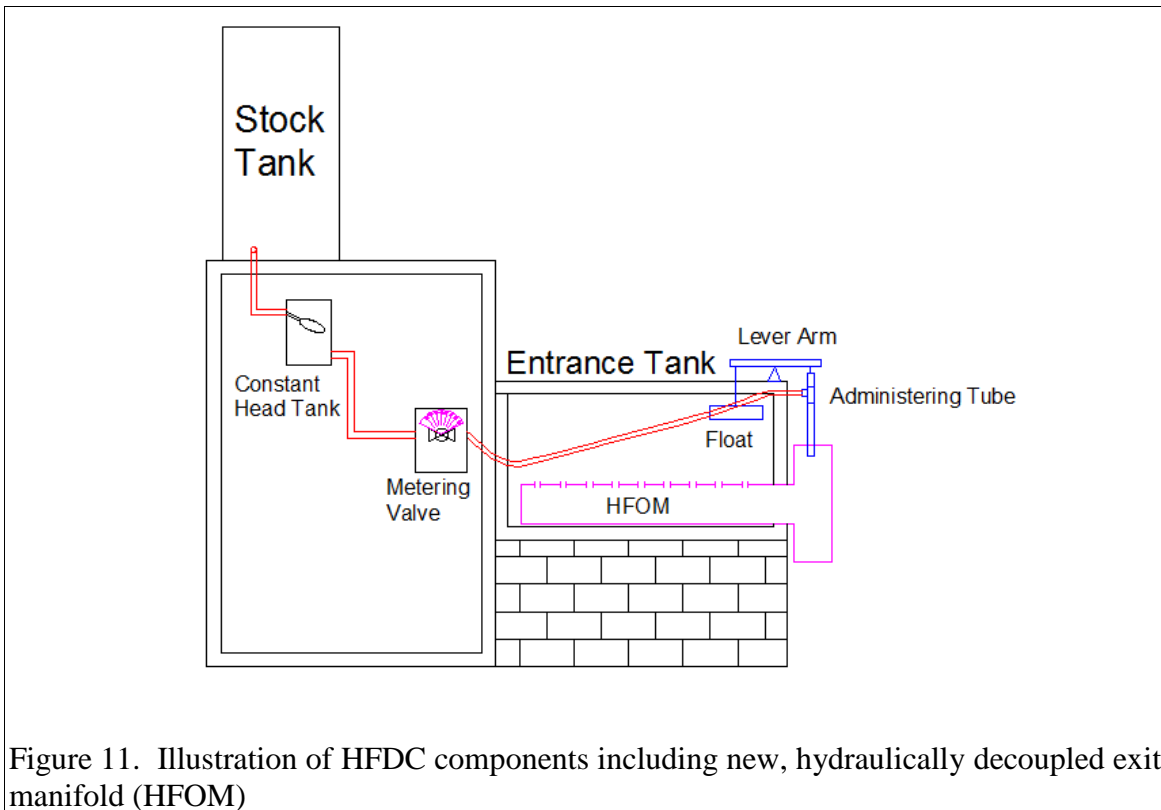 Stock
Tank
Constant
Head Tank
Metering
Valve
Entrance Tank
Lever Arm
Administering Tube
Float
HFOM
Figure 11.  Illustration of HFDC components including new, hydraulically decoupled exit
manifold (HFOM)